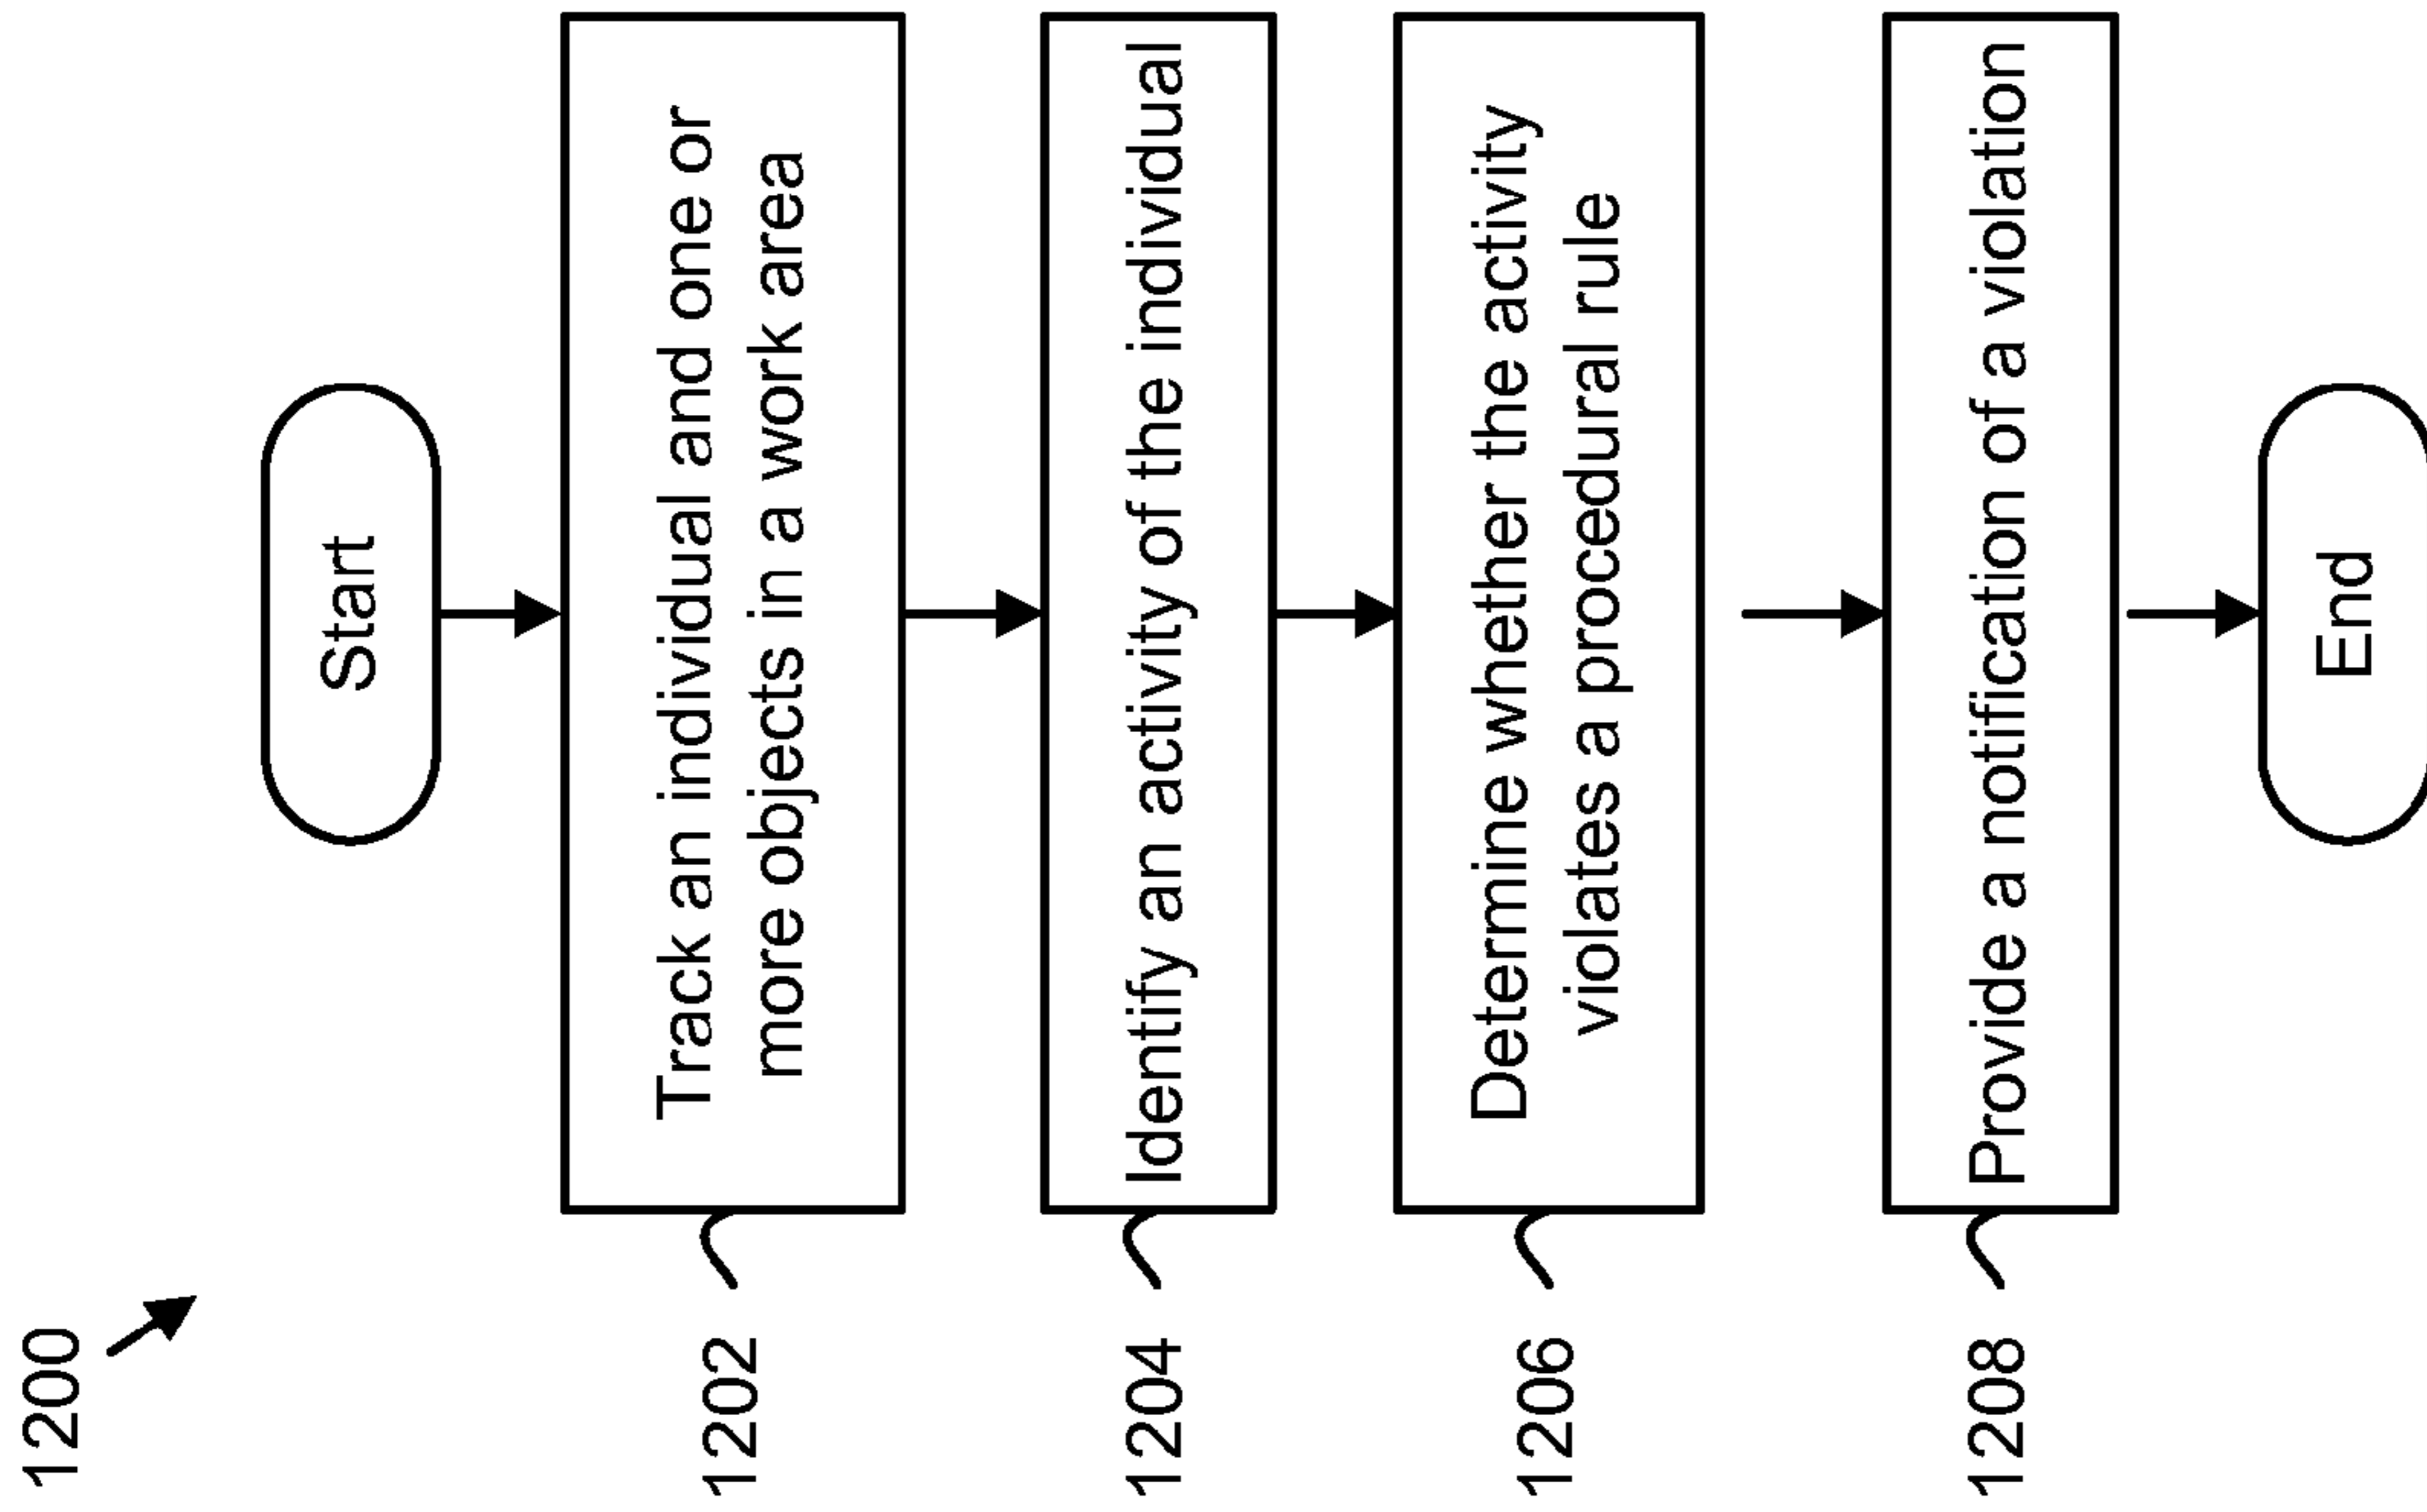 1200
Start
1202
Track an individual and one or
more objects in a work area
1204
Identify an activity of the individual
1206
Determine whether the activity
violates a procedural rule
1208
Provide a notification of a violation
End